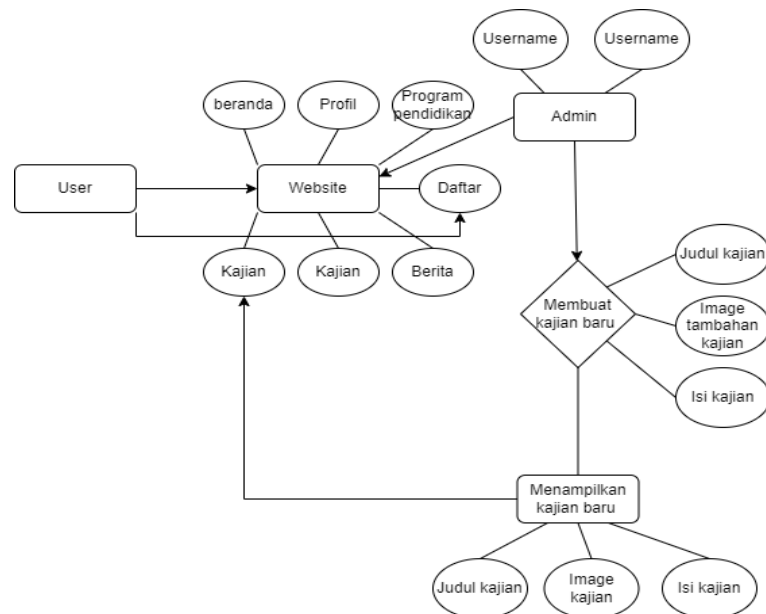 Username
Username
beranda
Profil
Program
pendidikan
Admin
User
Website
Daftar
Kajian
Kajian
Berita
Judul kajian
Membuat
kajian baru
Image
tambahan
kajian
Isi kajian
Menampilkan
kajian baru
Judul kajian
Image
kajian
Isi kajian